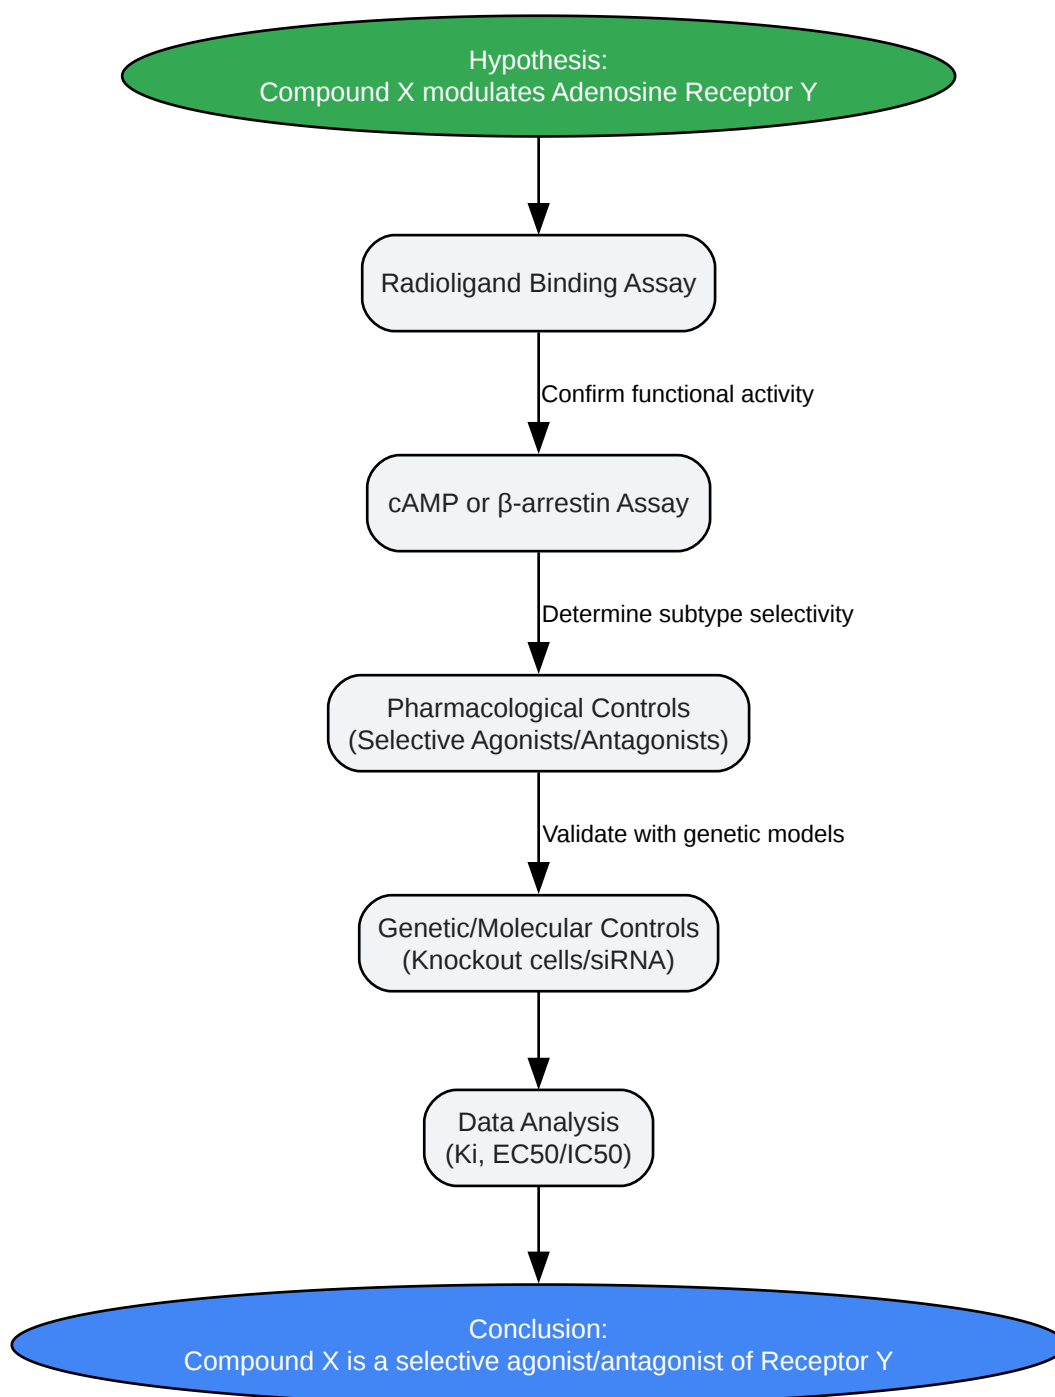 Hypothesis:
Compound X modulates Adenosine Receptor Y
Radioligand Binding Assay
Confirm functional activity
cAMP or β-arrestin Assay
Determine subtype selectivity
Pharmacological Controls
(Selective Agonists/Antagonists)
Validate with genetic models
Genetic/Molecular Controls
(Knockout cells/siRNA)
Data Analysis
(Ki, EC50/IC50)
Conclusion:
Compound X is a selective agonist/antagonist of Receptor Y